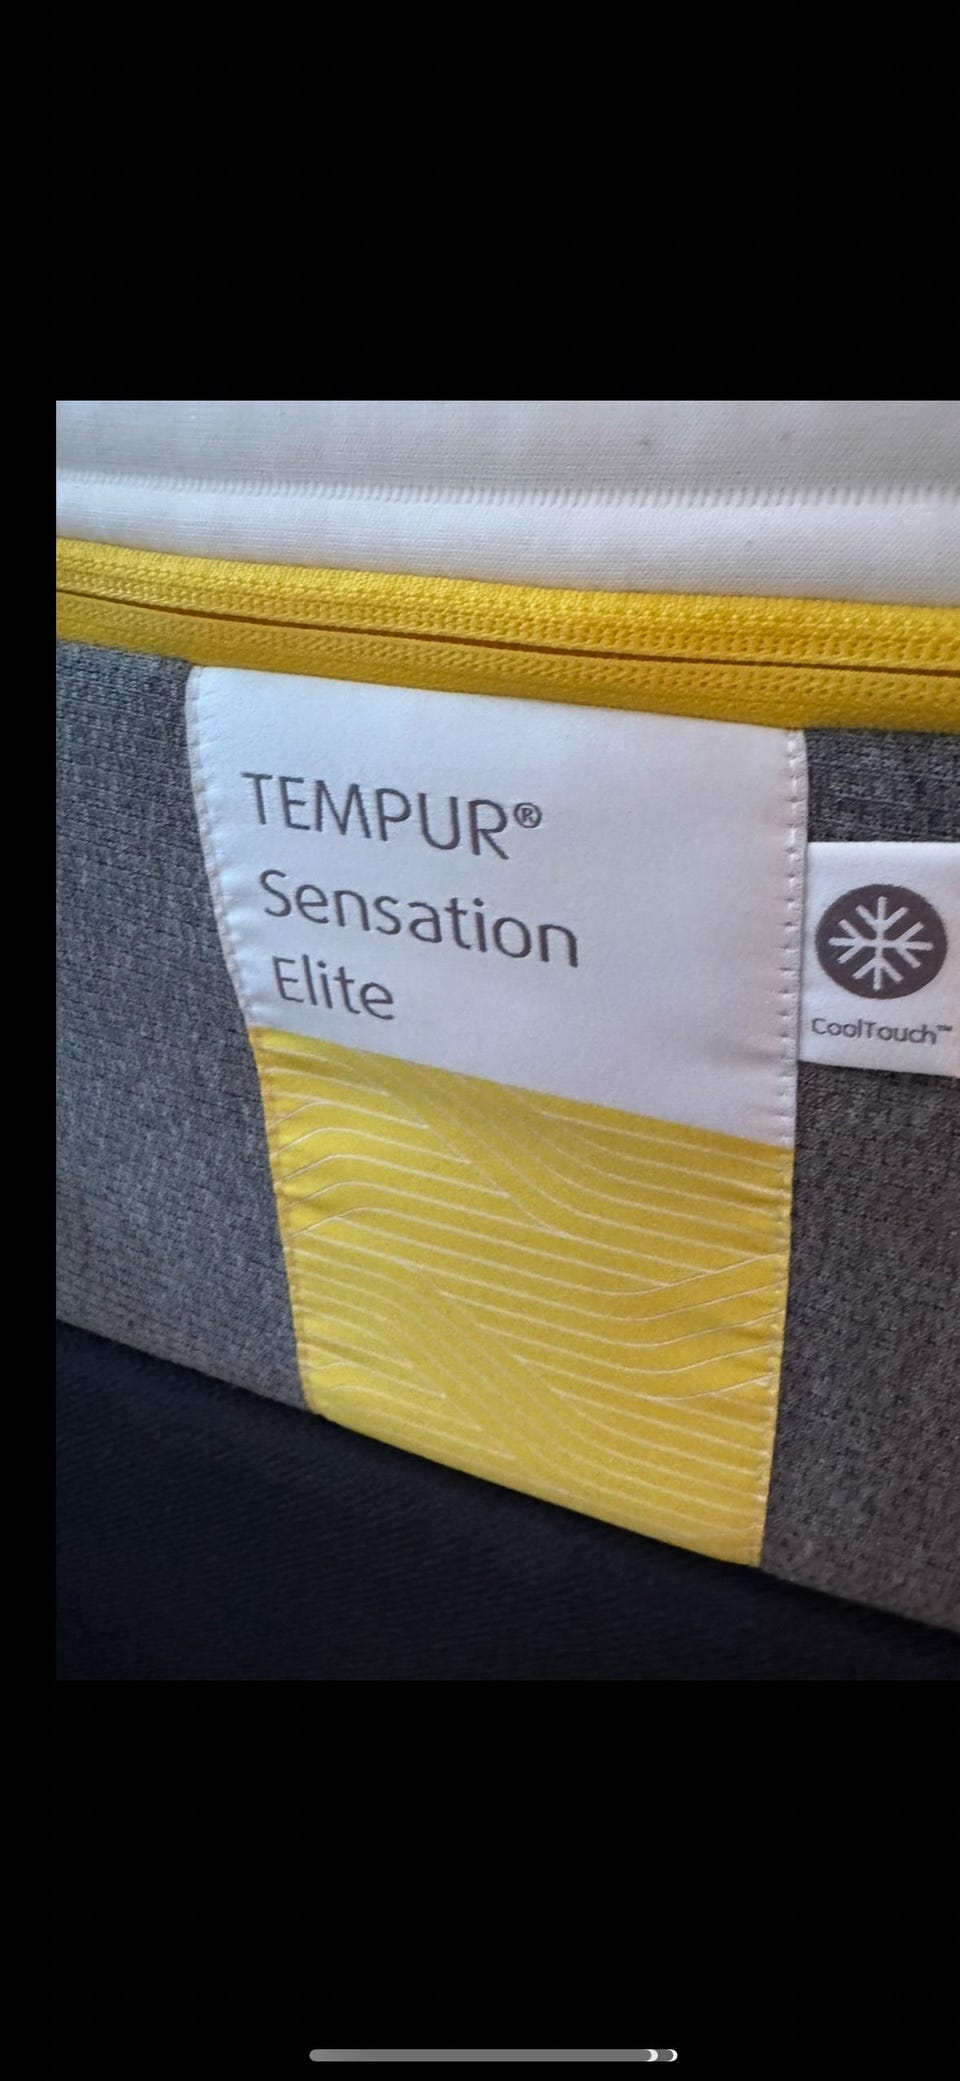 TEMPUR®
Sensation
Elite
CoolTouch™